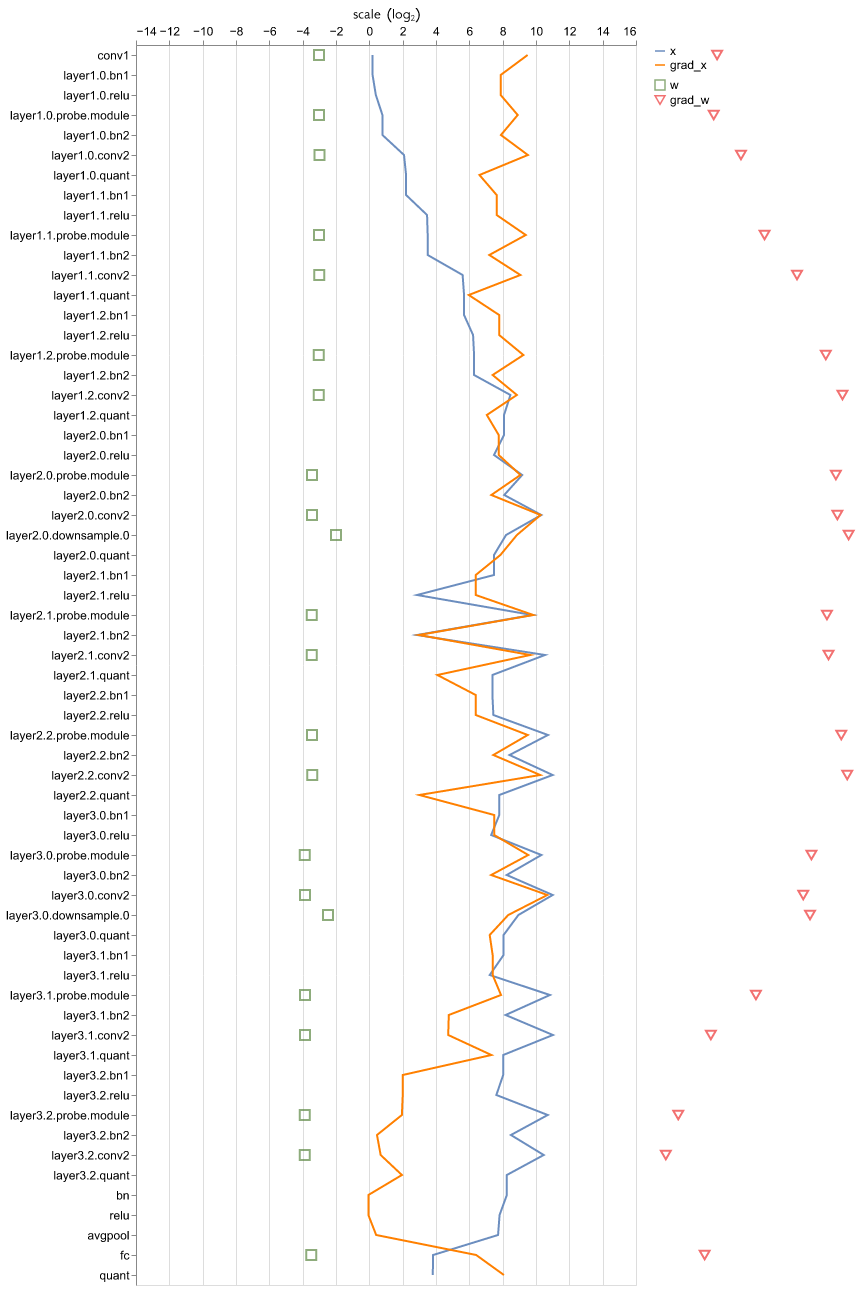 scale (log₂)
−14 −12 −10 −8 −6 −4 −2 0 2 4 6 8 10 12 14 16
x
grad_x
w
grad_w
conv1
layer1.0.bn1
layer1.0.relu
layer1.0.probe.module
layer1.0.bn2
layer1.0.conv2
layer1.0.quant
layer1.1.bn1
layer1.1.relu
layer1.1.probe.module
layer1.1.bn2
layer1.1.conv2
layer1.1.quant
layer1.2.bn1
layer1.2.relu
layer1.2.probe.module
layer1.2.bn2
layer1.2.conv2
layer1.2.quant
layer2.0.bn1
layer2.0.relu
layer2.0.probe.module
layer2.0.bn2
layer2.0.conv2
layer2.0.downsample.0
layer2.0.quant
layer2.1.bn1
layer2.1.relu
layer2.1.probe.module
layer2.1.bn2
layer2.1.conv2
layer2.1.quant
layer2.2.bn1
layer2.2.relu
layer2.2.probe.module
layer2.2.bn2
layer2.2.conv2
layer2.2.quant
layer3.0.bn1
layer3.0.relu
layer3.0.probe.module
layer3.0.bn2
layer3.0.conv2
layer3.0.downsample.0
layer3.0.quant
layer3.1.bn1
layer3.1.relu
layer3.1.probe.module
layer3.1.bn2
layer3.1.conv2
layer3.1.quant
layer3.2.bn1
layer3.2.relu
layer3.2.probe.module
layer3.2.bn2
layer3.2.conv2
layer3.2.quant
bn
relu
avgpool
fc
quant